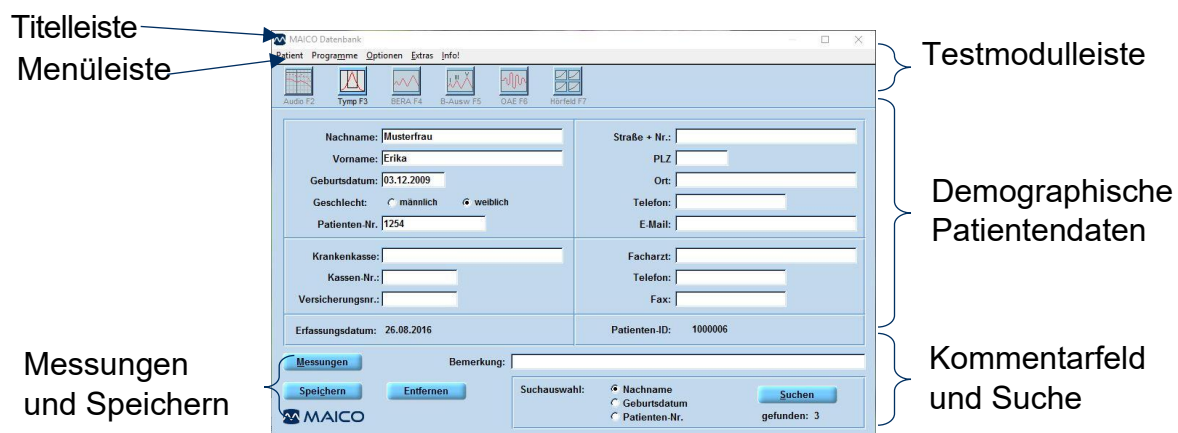 Titelleiste
Menüleiste
MAICO Datenbank
Patient Programme Optionen Extras Info!
Audio F2 Tymp F3 BERA F4 B-Ausw F5 OAE F6 Hörfeld F7
Testmodulleiste
Nachname: Musterfrau
Vorname: Erika
Geburtsdatum: 03.12.2009
Geschlecht: männlich weiblich
Patienten-Nr. 1254
Straße + Nr.:
PLZ
Ort:
Telefon:
E-Mail:
Krankenkasse:
Kassen-Nr.:
Versicherungsnr.:
Facharzt:
Telefon:
Fax:
Erfassungsdatum: 26.08.2016
Patienten-ID: 1000006
Demographische
Patientendaten
Messungen
und Speichern
Messungen
Bemerkung:
Speichern Entfernen
MAICO
Suchauswahl: Nachname
Geburtsdatum
Patienten-Nr.
Suchen
gefunden: 3
Kommentarfeld
und Suche